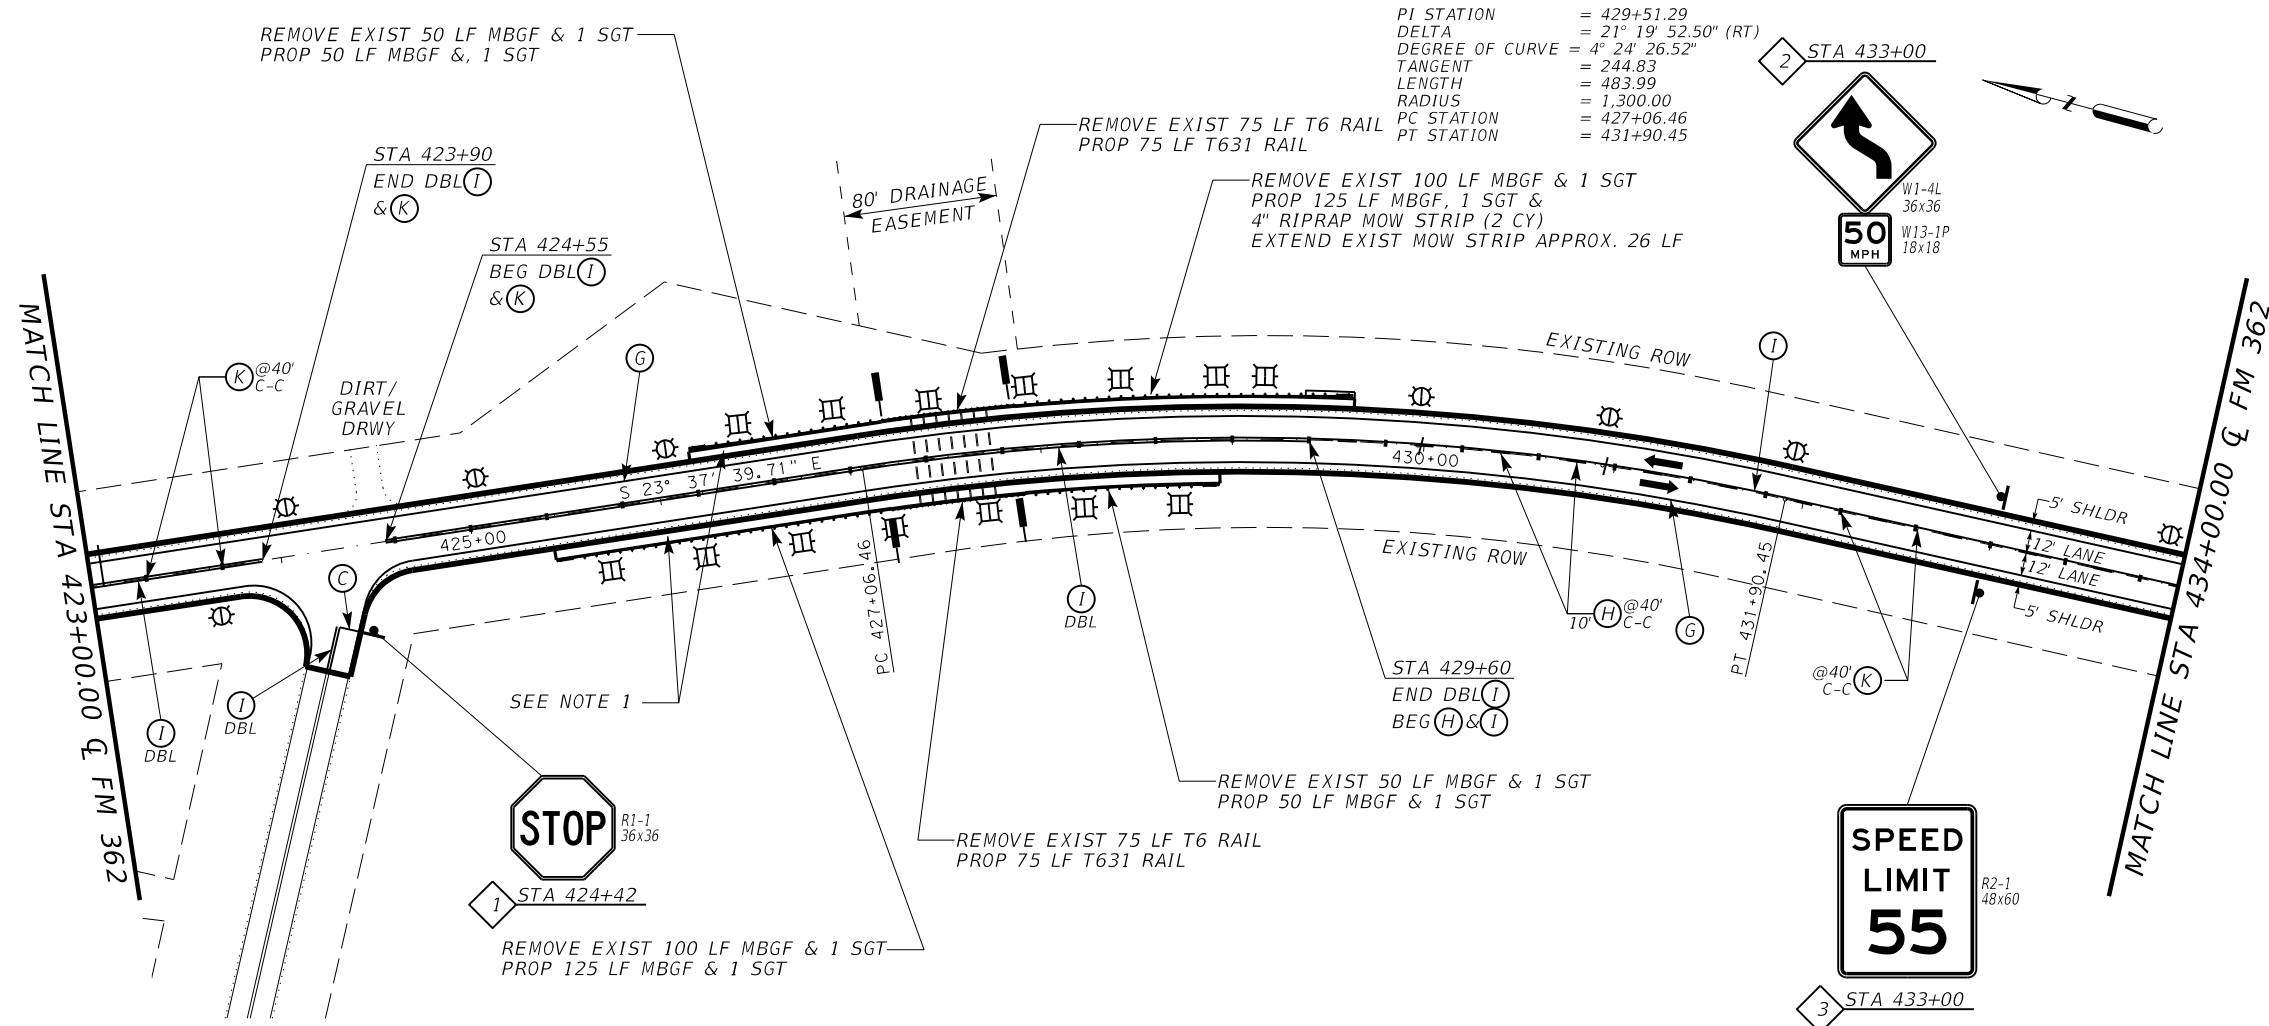 REMOVE EXIST 50 LF MBGF & 1 SGT
PROP 50 LF MBGF &, 1 SGT
PI STATION = 429+51.29
DELTA = 21° 19' 52.50" (RT)
DEGREE OF CURVE = 4° 24' 26.52"
TANGENT = 244.83
LENGTH = 483.99
RADIUS = 1,300.00
PC STATION = 427+06.46
PT STATION = 431+90.45
2 STA 433+00
Z
W1-4L
36x36
50
MPH
W13-1P
18x18
REMOVE EXIST 75 LF T6 RAIL
PROP 75 LF T631 RAIL
REMOVE EXIST 100 LF MBGF & 1 SGT
PROP 125 LF MBGF, 1 SGT &
4" RIPRAP MOW STRIP (2 CY)
EXTEND EXIST MOW STRIP APPROX. 26 LF
80' DRAINAGE
EASEMENT
STA 423+90
END DBL I
& K
STA 424+55
BEG DBL I
& K
MATCH LINE STA 423+00.00 ℄ FM 362
K @40'
C-C
DIRT/
GRAVEL
DRWY
G
EXISTING ROW
I
MATCH LINE STA 434+00.00 ℄ FM 362
S 23° 37' 39.71" E
425+00
430+00
5' SHLDR
12' LANE
12' LANE
5' SHLDR
EXISTING ROW
PC 427+06.46
PT 431+90.45
C
I
DBL
I
DBL
I
DBL
10' H @40'
C-C
G
@40'
C-C K
SEE NOTE 1
STA 429+60
END DBL I
BEG H & I
STOP
R1-1
36x36
1 STA 424+42
REMOVE EXIST 50 LF MBGF & 1 SGT
PROP 50 LF MBGF & 1 SGT
REMOVE EXIST 75 LF T6 RAIL
PROP 75 LF T631 RAIL
REMOVE EXIST 100 LF MBGF & 1 SGT
PROP 125 LF MBGF & 1 SGT
SPEED
LIMIT
55
R2-1
48x60
3 STA 433+00